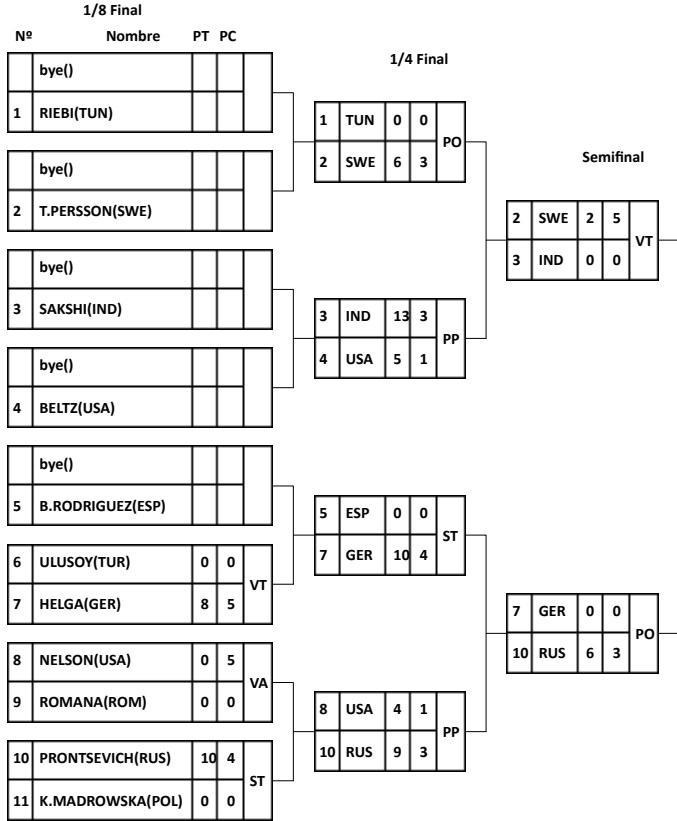 1/8 Final
Nº Nombre PT PC
bye()
1 RIEBI(TUN)
bye()
2 T.PERSSON(SWE)
bye()
3 SAKSHI(IND)
bye()
4 BELTZ(USA)
bye()
5 B.RODRIGUEZ(ESP)
6 ULUSOY(TUR) 0 0
VT
7 HELGA(GER) 8 5
8 NELSON(USA) 0 5
VA
9 ROMANA(ROM) 0 0
10 PRONTSEVICH(RUS) 10 4
ST
11 K.MADROWSKA(POL) 0 0
1/4 Final
1 TUN 0 0
PO
2 SWE 6 3
3 IND 13 3
PP
4 USA 5 1
5 ESP 0 0
ST
7 GER 10 4
8 USA 4 1
PP
10 RUS 9 3
Semifinal
2 SWE 2 5
VT
3 IND 0 0
7 GER 0 0
PO
10 RUS 6 3